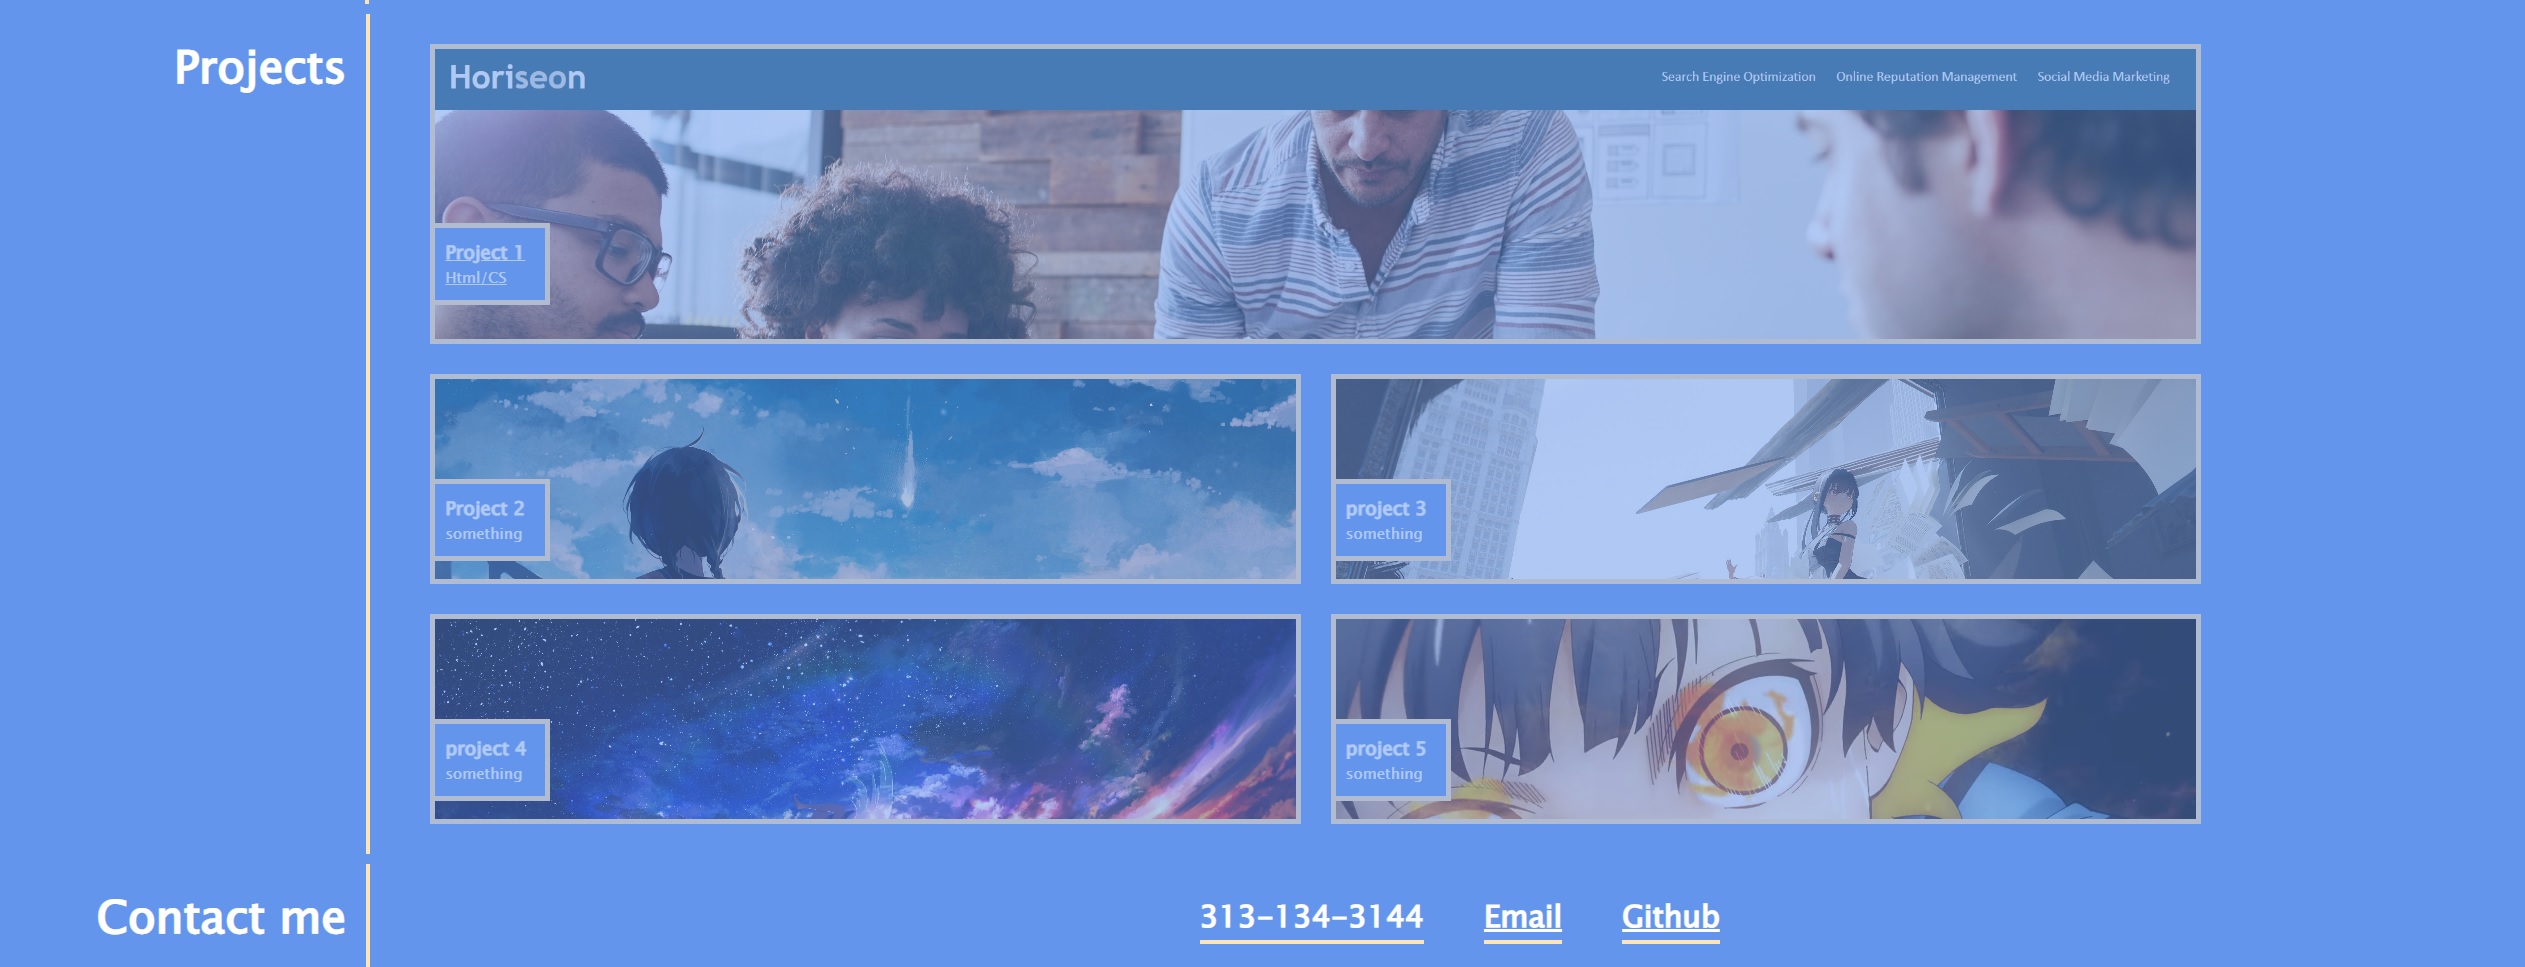 Projects
Horiseon
Search Engine Optimization Online Reputation Management Social Media Marketing
Project 1
Html/CS
Project 2
something
project 3
something
project 4
something
project 5
something
Contact me
313-134-3144 Email Github